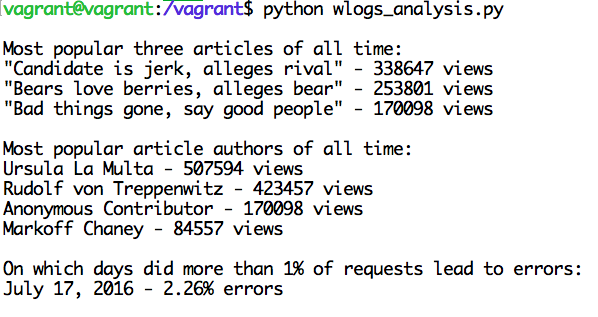 vagrant@vagrant:/vagrant$ python wlogs_analysis.py
Most popular three articles of all time:
"Candidate is jerk, alleges rival" - 338647 views
"Bears love berries, alleges bear" - 253801 views
"Bad things gone, say good people" - 170098 views
Most popular article authors of all time:
Ursula La Multa - 507594 views
Rudolf von Treppenwitz - 423457 views
Anonymous Contributor - 170098 views
Markoff Chaney - 84557 views
On which days did more than 1% of requests lead to errors:
July 17, 2016 - 2.26% errors